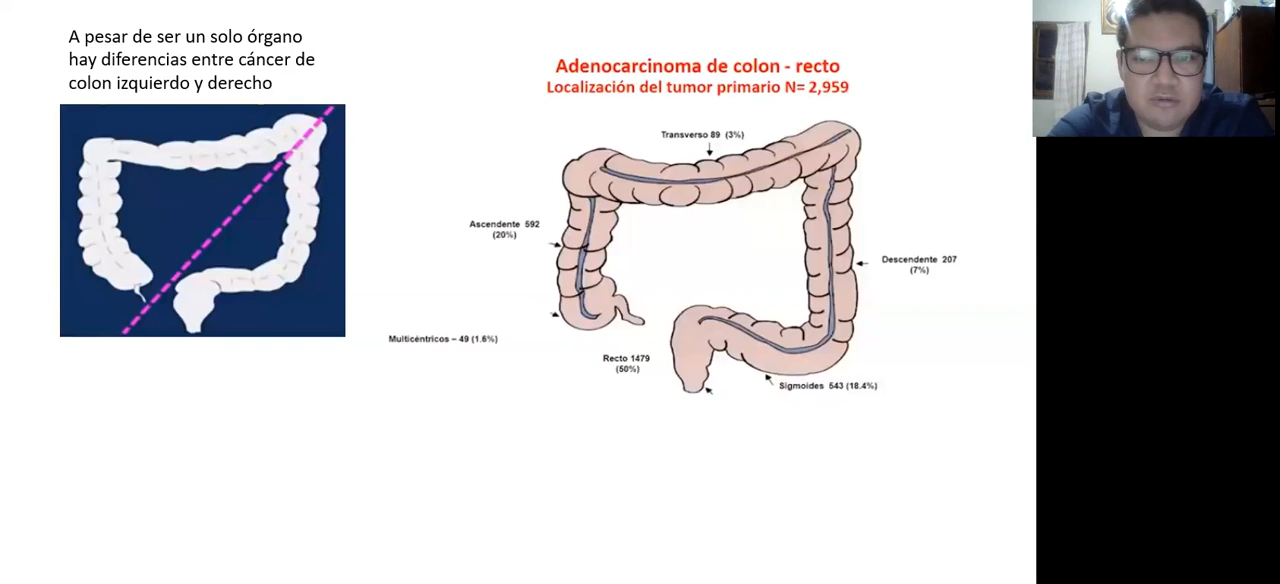 A pesar de ser un solo órgano
hay diferencias entre cáncer de
colon izquierdo y derecho
Adenocarcinoma de colon - recto
Localización del tumor primario N= 2,959
Transverso 89 (3%)
Ascendente 592
(20%)
Descendente 207
(7%)
Multicéntricos – 49 (1.6%)
Recto 1479
(50%)
Sigmoides 543 (18.4%)